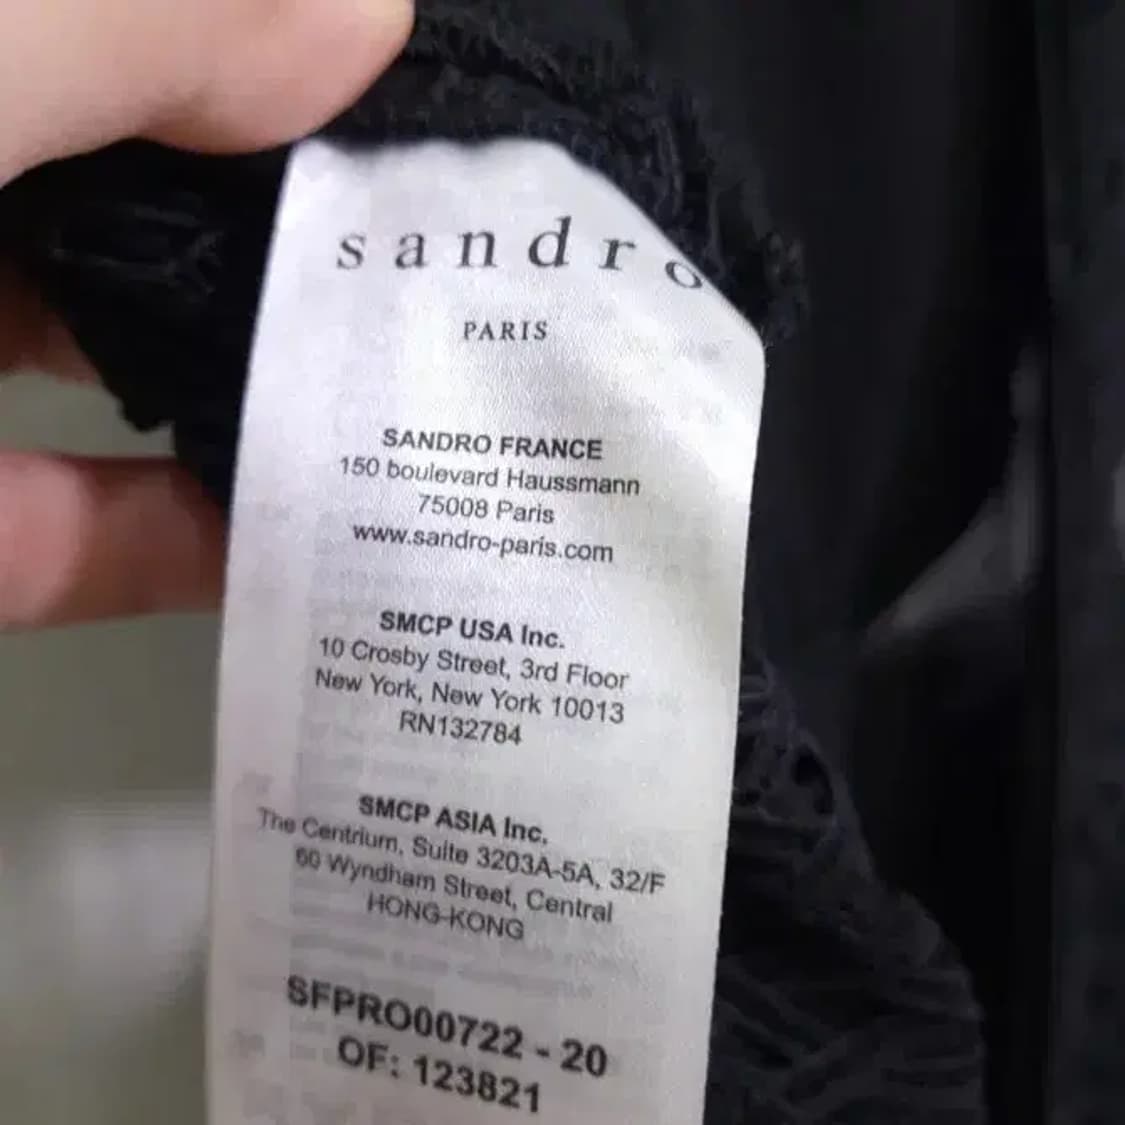 sandro
PARIS
SANDRO FRANCE
150 boulevard Haussmann
75008 Paris
www.sandro-paris.com
SMCP USA Inc.
10 Crosby Street, 3rd Floor
New York, New York 10013
RN132784
SMCP ASIA Inc.
The Centrium, Suite 3203A-5A, 32/F
60 Wyndham Street, Central
HONG-KONG
SFPRO00722 - 20
OF: 123821